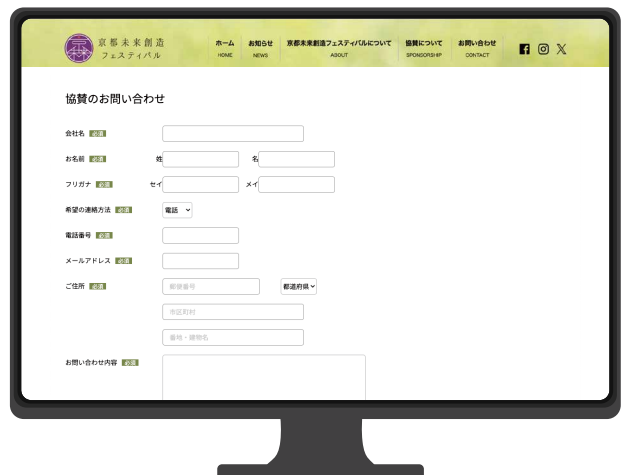 京都未来創造
フェスティバル
ホーム お知らせ 京都未来創造フェスティバルについて 協賛について お問い合わせ
HOME NEWS ABOUT SPONSORSHIP CONTACT
協賛のお問い合わせ
会社名 必須
お名前 必須 姓 名
フリガナ 必須 セイ メイ
希望の連絡方法 必須 電話
電話番号 必須
メールアドレス 必須
ご住所 必須 郵便番号 都道府県
市区町村
番地・建物名
お問い合わせ内容 必須